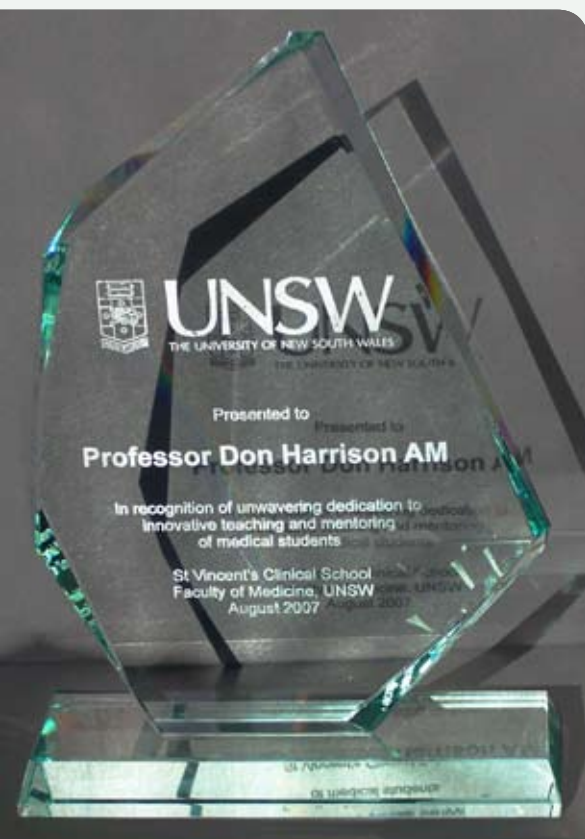 UNSW
THE UNIVERSITY OF NEW SOUTH WALES
Presented to
Professor Don Harrison AM
In recognition of unwavering dedication to
innovative teaching and mentoring
of medical students
St Vincent's Clinical School
Faculty of Medicine, UNSW
August 2007